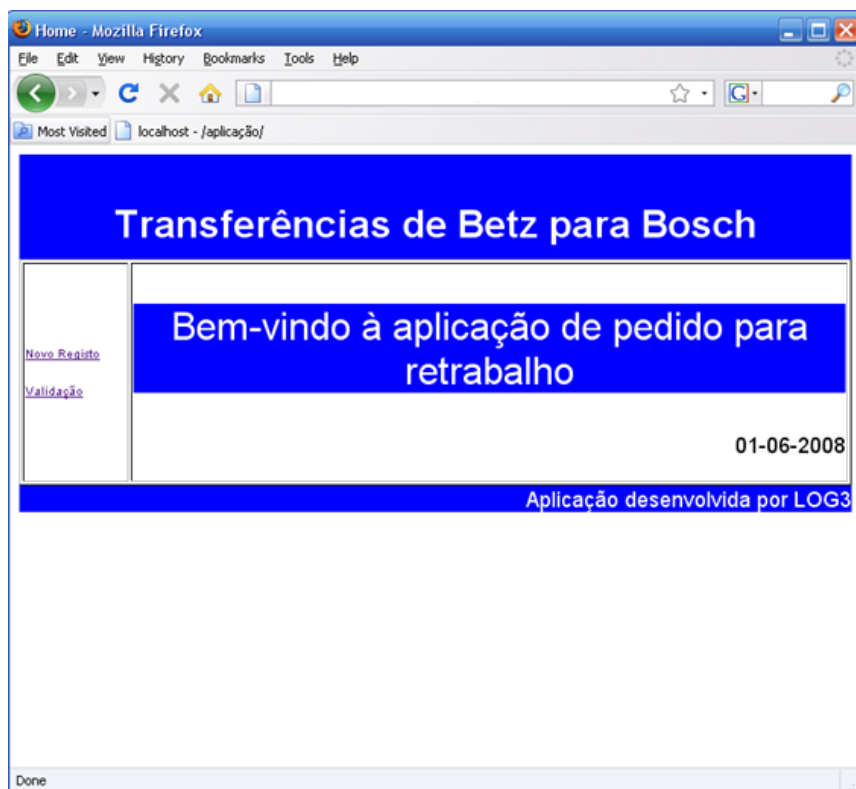 Home - Mozilla Firefox
File Edit View History Bookmarks Tools Help
G
Most Visited localhost - /aplicação/
Transferências de Betz para Bosch
Bem-vindo à aplicação de pedido para
retrabalho
Novo Registo
Validação
01-06-2008
Aplicação desenvolvida por LOG3
Done